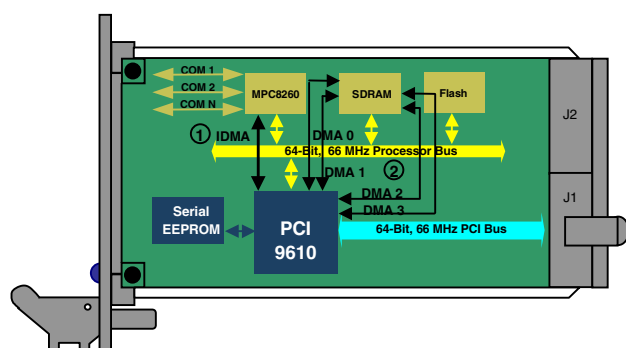 COM 1
COM 2
COM N
MPC8260
SDRAM
Flash
J2
1
IDMA
DMA 0
64-Bit, 66 MHz Processor Bus
2
DMA 1
DMA 2
DMA 3
J1
Serial
EEPROM
PCI
9610
64-Bit, 66 MHz PCI Bus